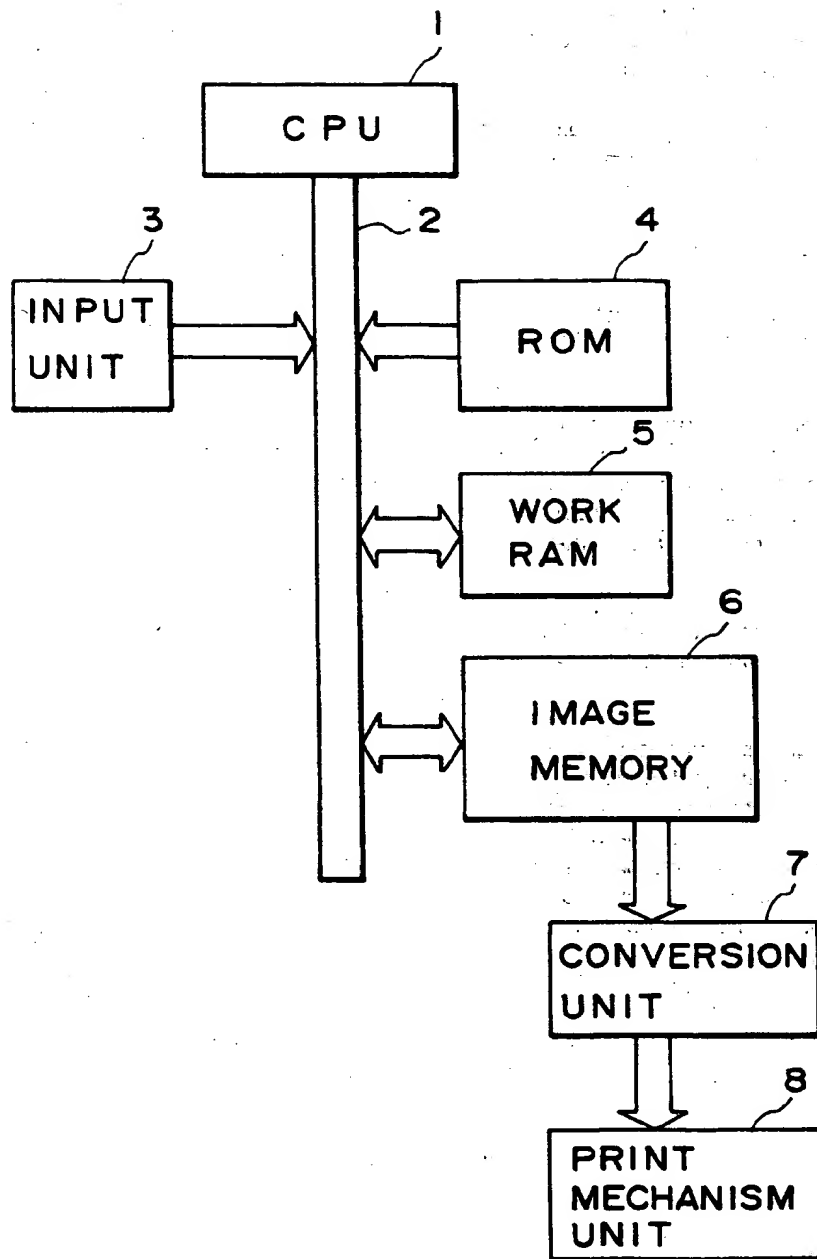 1
CPU
2
3
INPUT
UNIT
4
ROM
5
WORK
RAM
6
IMAGE
MEMORY
7
CONVERSION
UNIT
8
PRINT
MECHANISM
UNIT